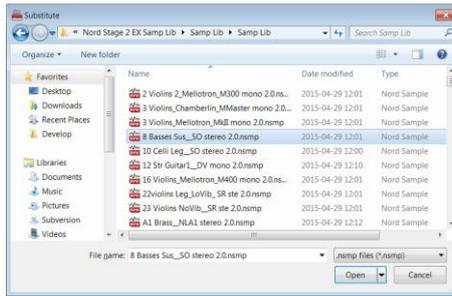 Substitute
« Nord Stage 2 EX Samp Lib ▸ Samp Lib ▸ Samp Lib
Search Samp Lib
Organize New folder
Name Date modified Type
Favorites
Desktop
Downloads
Recent Places
Develop
Libraries
Documents
Music
Pictures
Subversion
Videos
2 Violins 2_Mellotron_M300 mono 2.0.ns... 2015-04-29 12:01 Nord Sample
3 Violins_Chamberlin_MMaster mono 2.0... 2015-04-29 12:01 Nord Sample
3 Violins_Mellotron_MkII mono 2.0.nsmp 2015-04-29 12:01 Nord Sample
8 Basses Sus__SO stereo 2.0.nsmp 2015-04-29 12:01 Nord Sample
10 Celli Leg__SO stereo 2.0.nsmp 2015-04-29 12:00 Nord Sample
12 Str Guitar1__DV mono 2.0.nsmp 2015-04-29 12:10 Nord Sample
16 Violins_Mellotron_M400 mono 2.0.ns... 2015-04-29 12:01 Nord Sample
22violins Leg_LoVib_ SR ste 2.0.nsmp 2015-04-29 12:01 Nord Sample
23 Violins NoVib__SR ste 2.0.nsmp 2015-04-29 12:01 Nord Sample
A1 Brass__NLA1 stereo 2.0.nsmp 2015-04-29 12:12 Nord Sample
File name: 8 Basses Sus__SO stereo 2.0.nsmp .nsmp files (*.nsmp)
Open Cancel